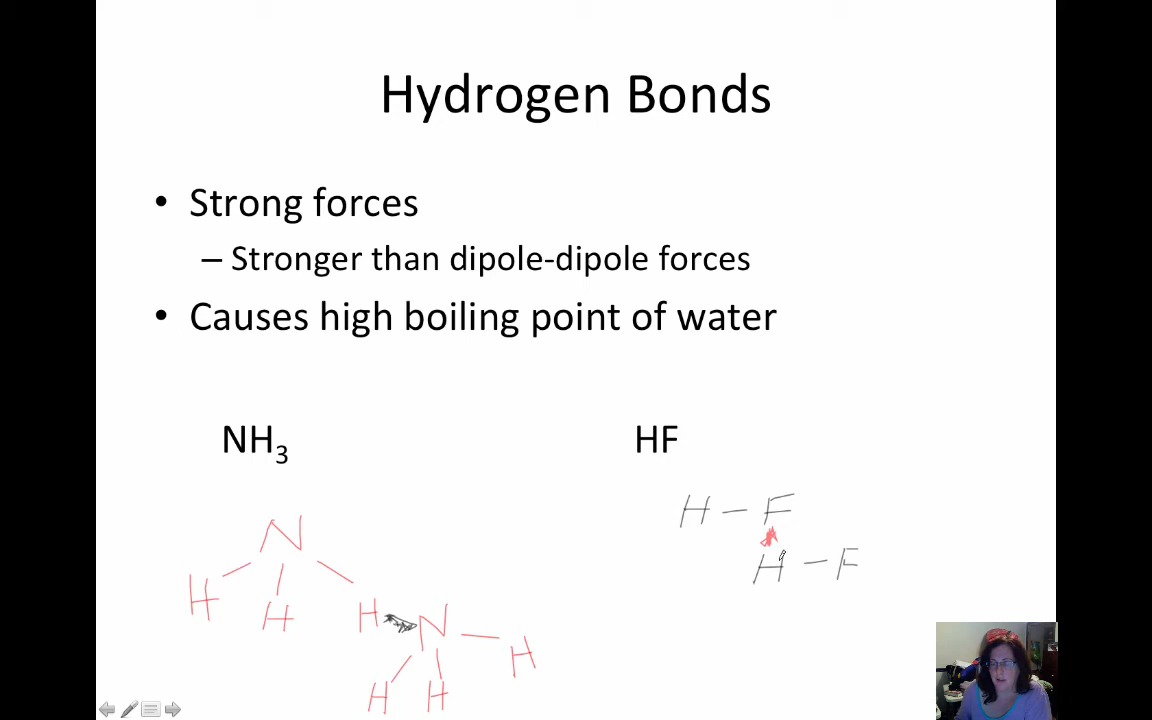 Hydrogen Bonds
• Strong forces
– Stronger than dipole-dipole forces
• Causes high boiling point of water
NH₃ HF
H – F
H – F
N
H H H N H
H H